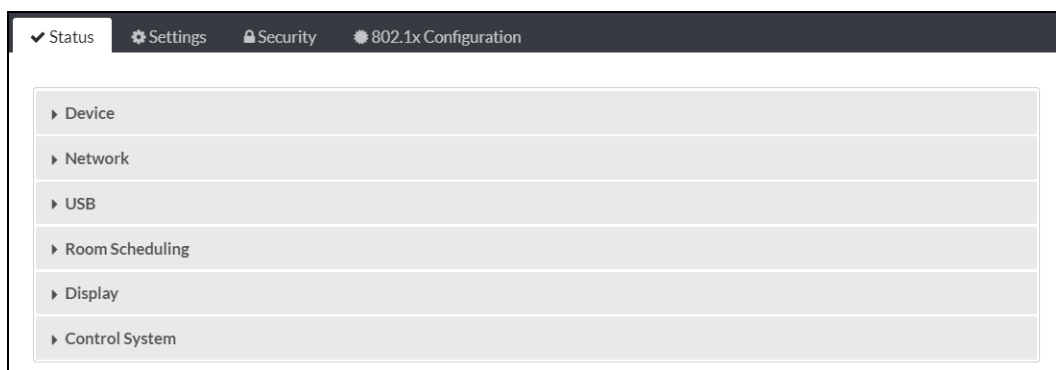 Status Settings Security 802.1x Configuration
Device
Network
USB
Room Scheduling
Display
Control System